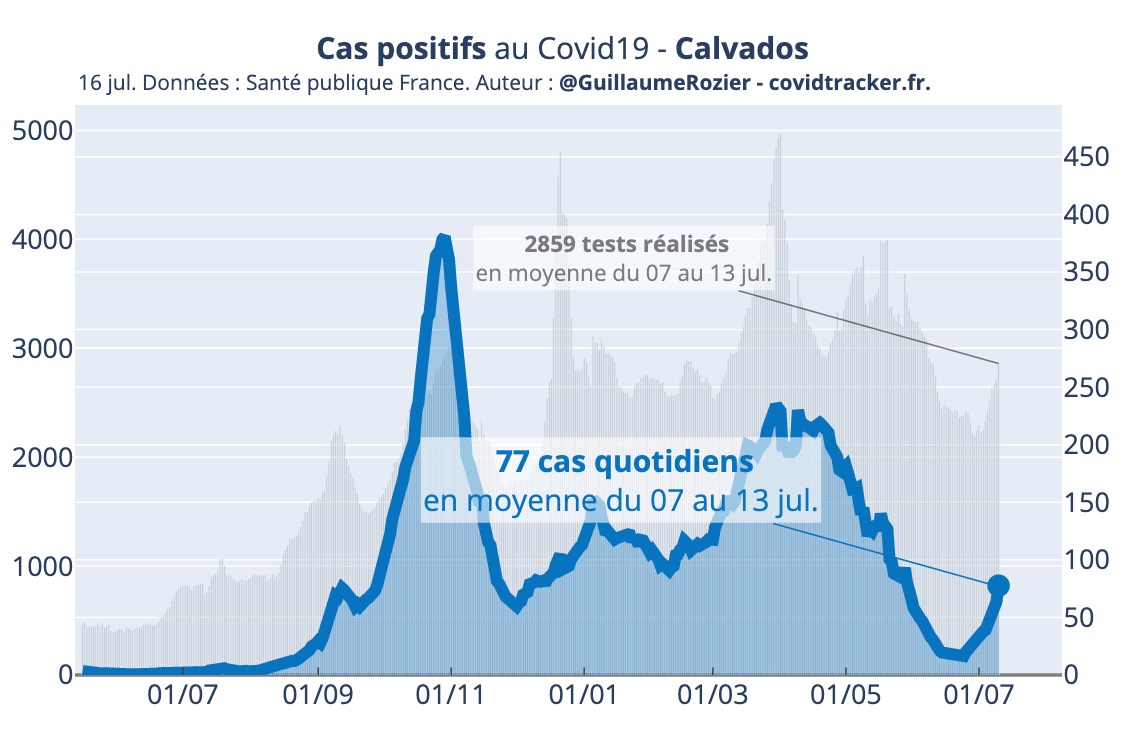 Cas positifs au Covid19 - Calvados
16 jul. Données : Santé publique France. Auteur : @GuillaumeRozier - covidtracker.fr.
5000
4000
3000
2000
1000
0
450
400
350
300
250
200
150
100
50
0
2859 tests réalisés
en moyenne du 07 au 13 jul.
77 cas quotidiens
en moyenne du 07 au 13 jul.
01/07 01/09 01/11 01/01 01/03 01/05 01/07